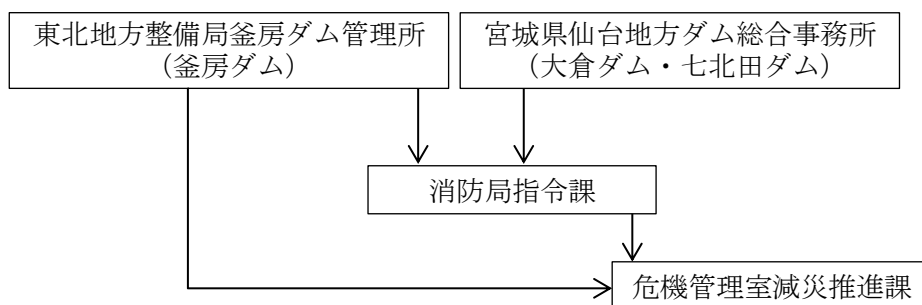 東北地方整備局釜房ダム管理所
（釜房ダム）
宮城県仙台地方ダム総合事務所
（大倉ダム・七北田ダム）
消防局指令課
危機管理室減災推進課